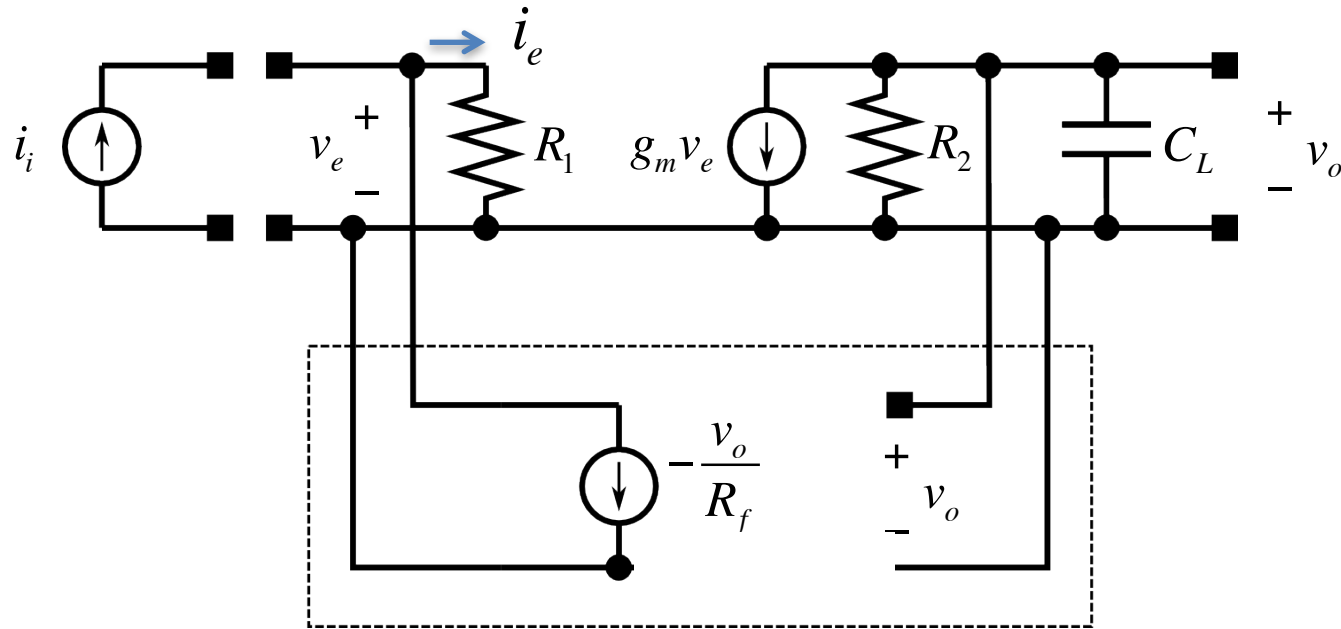 i_e
i_i
+
v_e
−
R_1
g_m v_e
R_2
C_L
+
v_o
−
− v_o / R_f
+
v_o
−